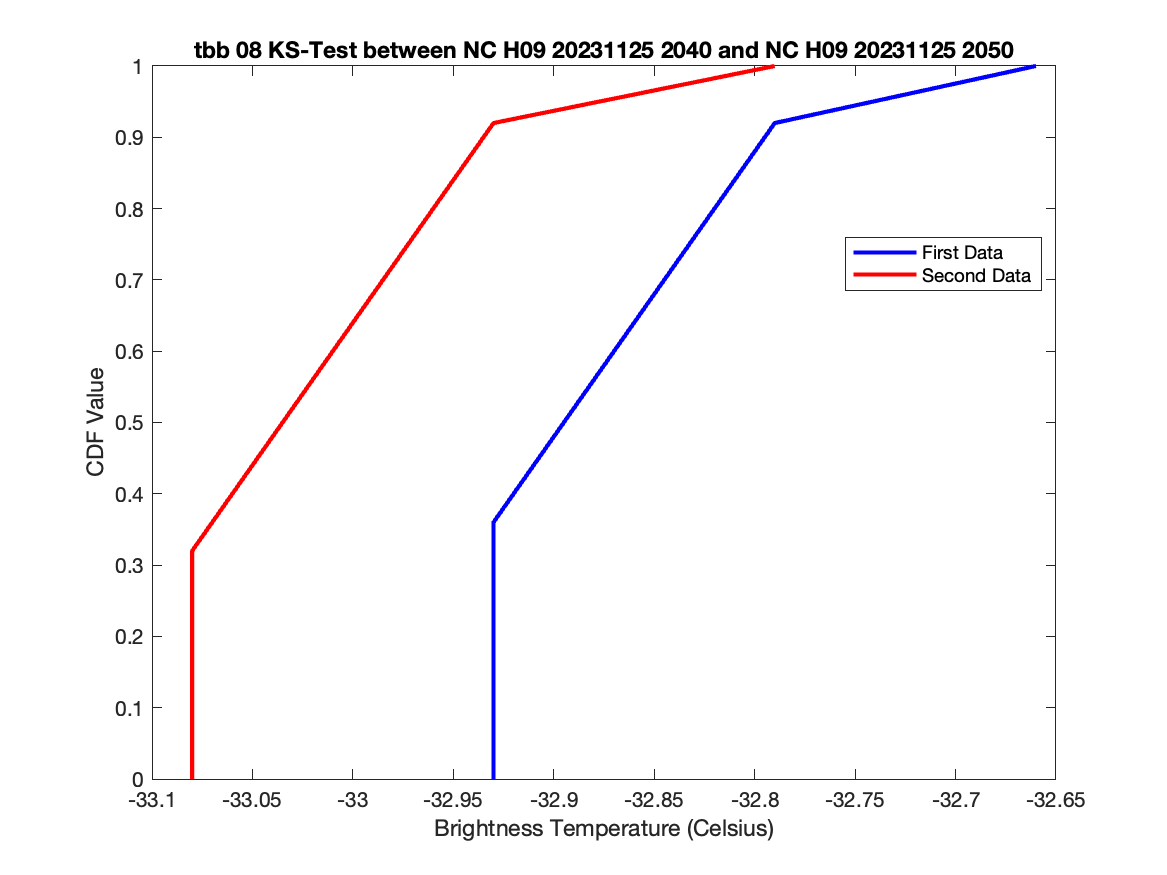 tbb 08 KS-Test between NC H09 20231125 2040 and NC H09 20231125 2050
1
0.9
0.8
0.7
0.6
0.5
0.4
0.3
0.2
0.1
0
CDF Value
First Data
Second Data
-33.1 -33.05 -33 -32.95 -32.9 -32.85 -32.8 -32.75 -32.7 -32.65
Brightness Temperature (Celsius)